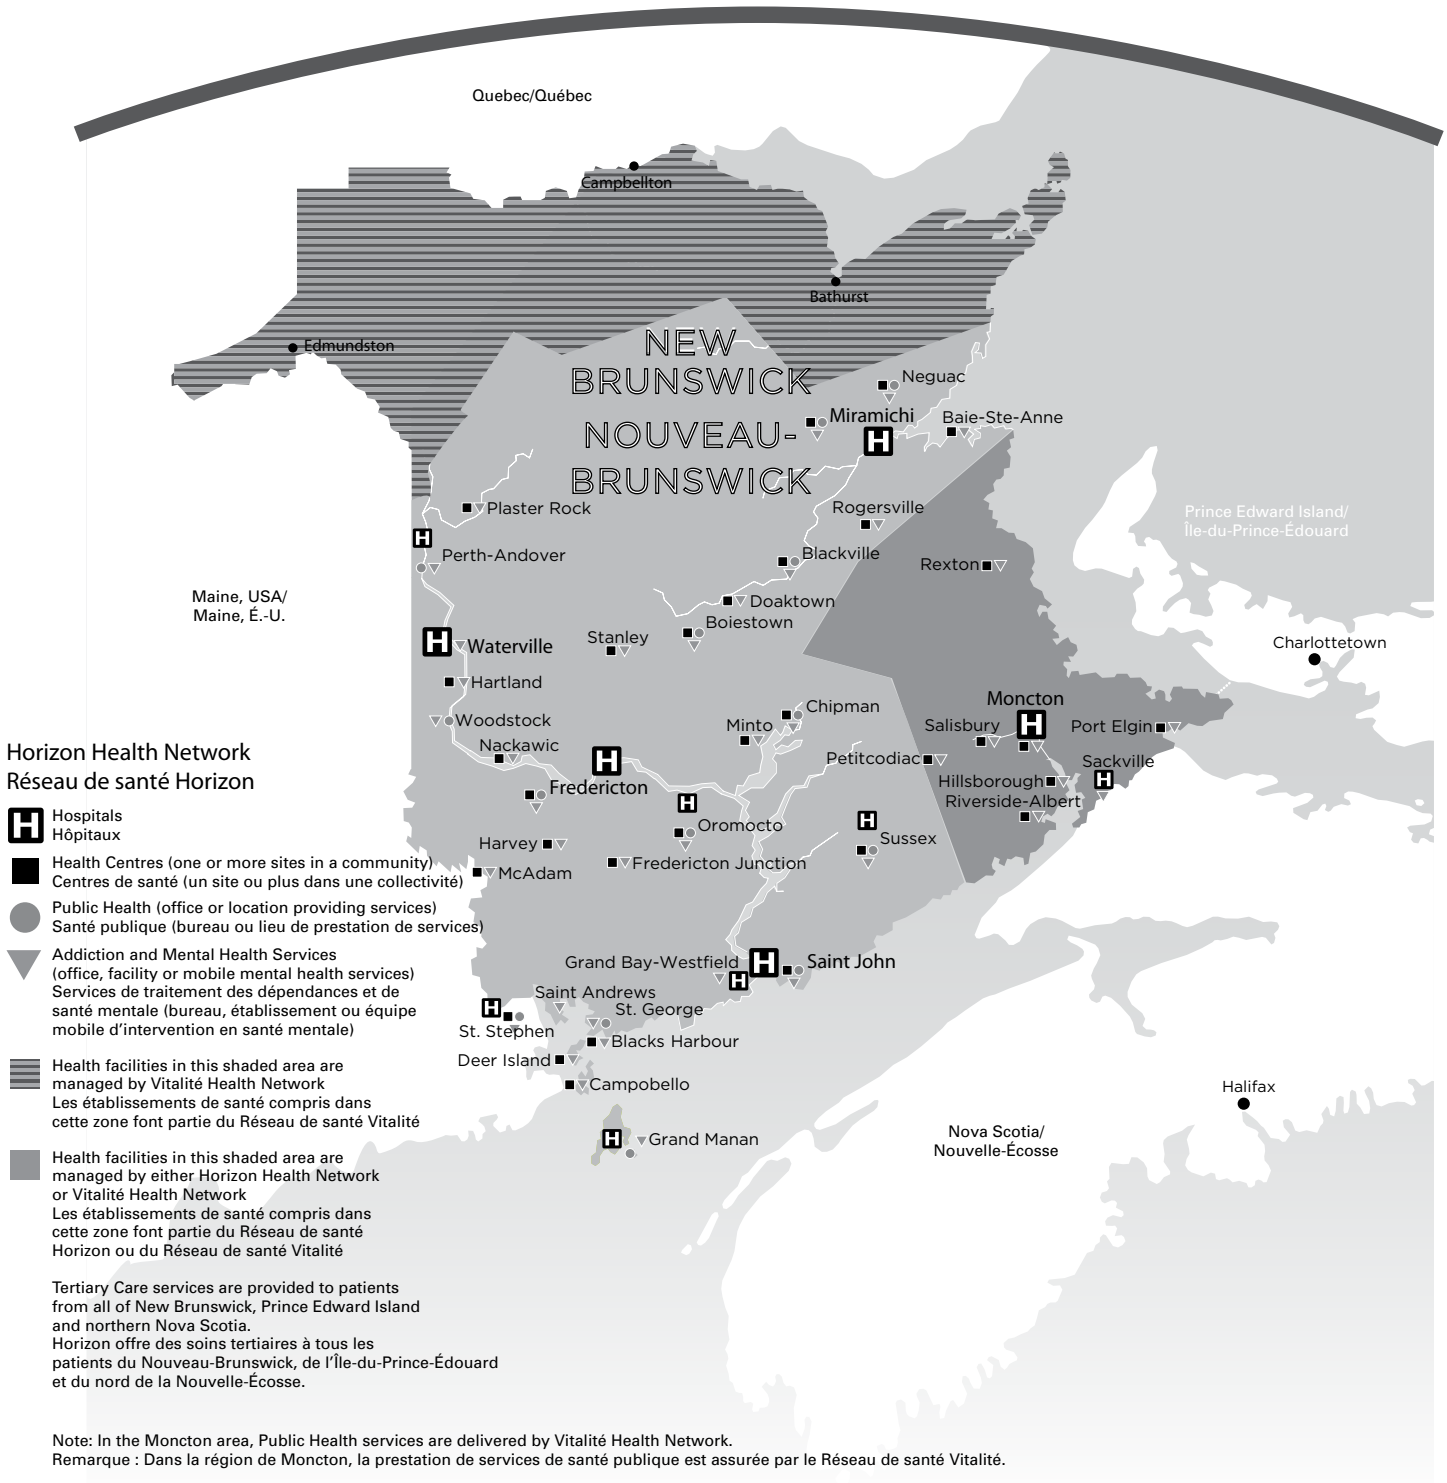 Quebec/Québec
Campbellton
Bathurst
Edmundston
NEW
BRUNSWICK
NOUVEAU-
BRUNSWICK
Neguac
Miramichi
Baie-Ste-Anne
Plaster Rock
Rogersville
Prince Edward Island/
Île-du-Prince-Édouard
Perth-Andover
Blackville
Rexton
Maine, USA/
Maine, É.-U.
Doaktown
Boiestown
Stanley
Waterville
Charlottetown
Hartland
Moncton
Chipman
Woodstock
Minto
Salisbury
Port Elgin
Nackawic
Petitcodiac
Sackville
Fredericton
Hillsborough
Riverside-Albert
Oromocto
Sussex
Harvey
Fredericton Junction
McAdam
Grand Bay-Westfield
Saint John
Saint Andrews
St. George
St. Stephen
Blacks Harbour
Deer Island
Campobello
Halifax
Grand Manan
Nova Scotia/
Nouvelle-Écosse
Horizon Health Network
Réseau de santé Horizon
H Hospitals
Hôpitaux
Health Centres (one or more sites in a community)
Centres de santé (un site ou plus dans une collectivité)
Public Health (office or location providing services)
Santé publique (bureau ou lieu de prestation de services)
Addiction and Mental Health Services
(office, facility or mobile mental health services)
Services de traitement des dépendances et de
santé mentale (bureau, établissement ou équipe
mobile d'intervention en santé mentale)
Health facilities in this shaded area are
managed by Vitalité Health Network
Les établissements de santé compris dans
cette zone font partie du Réseau de santé Vitalité
Health facilities in this shaded area are
managed by either Horizon Health Network
or Vitalité Health Network
Les établissements de santé compris dans
cette zone font partie du Réseau de santé
Horizon ou du Réseau de santé Vitalité
Tertiary Care services are provided to patients
from all of New Brunswick, Prince Edward Island
and northern Nova Scotia.
Horizon offre des soins tertiaires à tous les
patients du Nouveau-Brunswick, de l'Île-du-Prince-Édouard
et du nord de la Nouvelle-Écosse.
Note: In the Moncton area, Public Health services are delivered by Vitalité Health Network.
Remarque : Dans la région de Moncton, la prestation de services de santé publique est assurée par le Réseau de santé Vitalité.